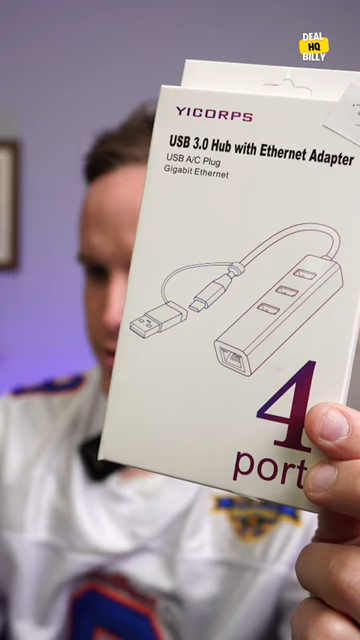 DEAL
HQ
BILLY
YICORPS
USB 3.0 Hub with Ethernet Adapter
USB A/C Plug
Gigabit Ethernet
4
port